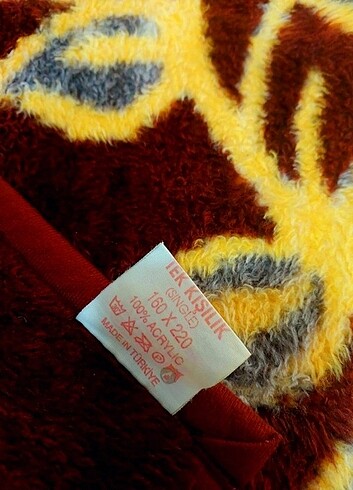 TEK KİŞİLİK
(SINGLE)
160 X 220
100% ACRYLIC
MADE IN TÜRKİYE